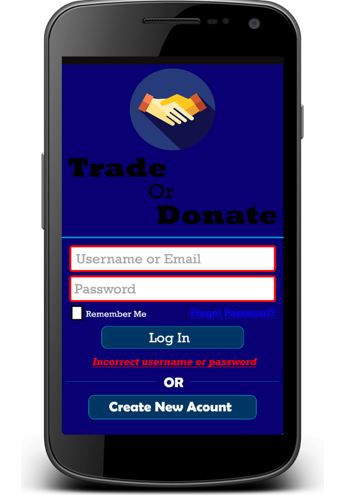 Trade
Or
Donate
Username or Email
Password
Remember Me Forgot Password?
Log In
Incorrect username or password
OR
Create New Acount